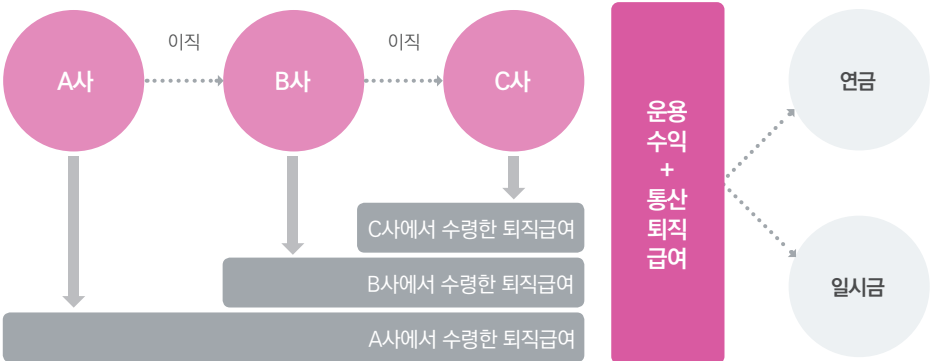 이직
이직
A사
B사
C사
C사에서 수령한 퇴직급여
B사에서 수령한 퇴직급여
A사에서 수령한 퇴직급여
운용
수익
+
통산
퇴직
급여
연금
일시금